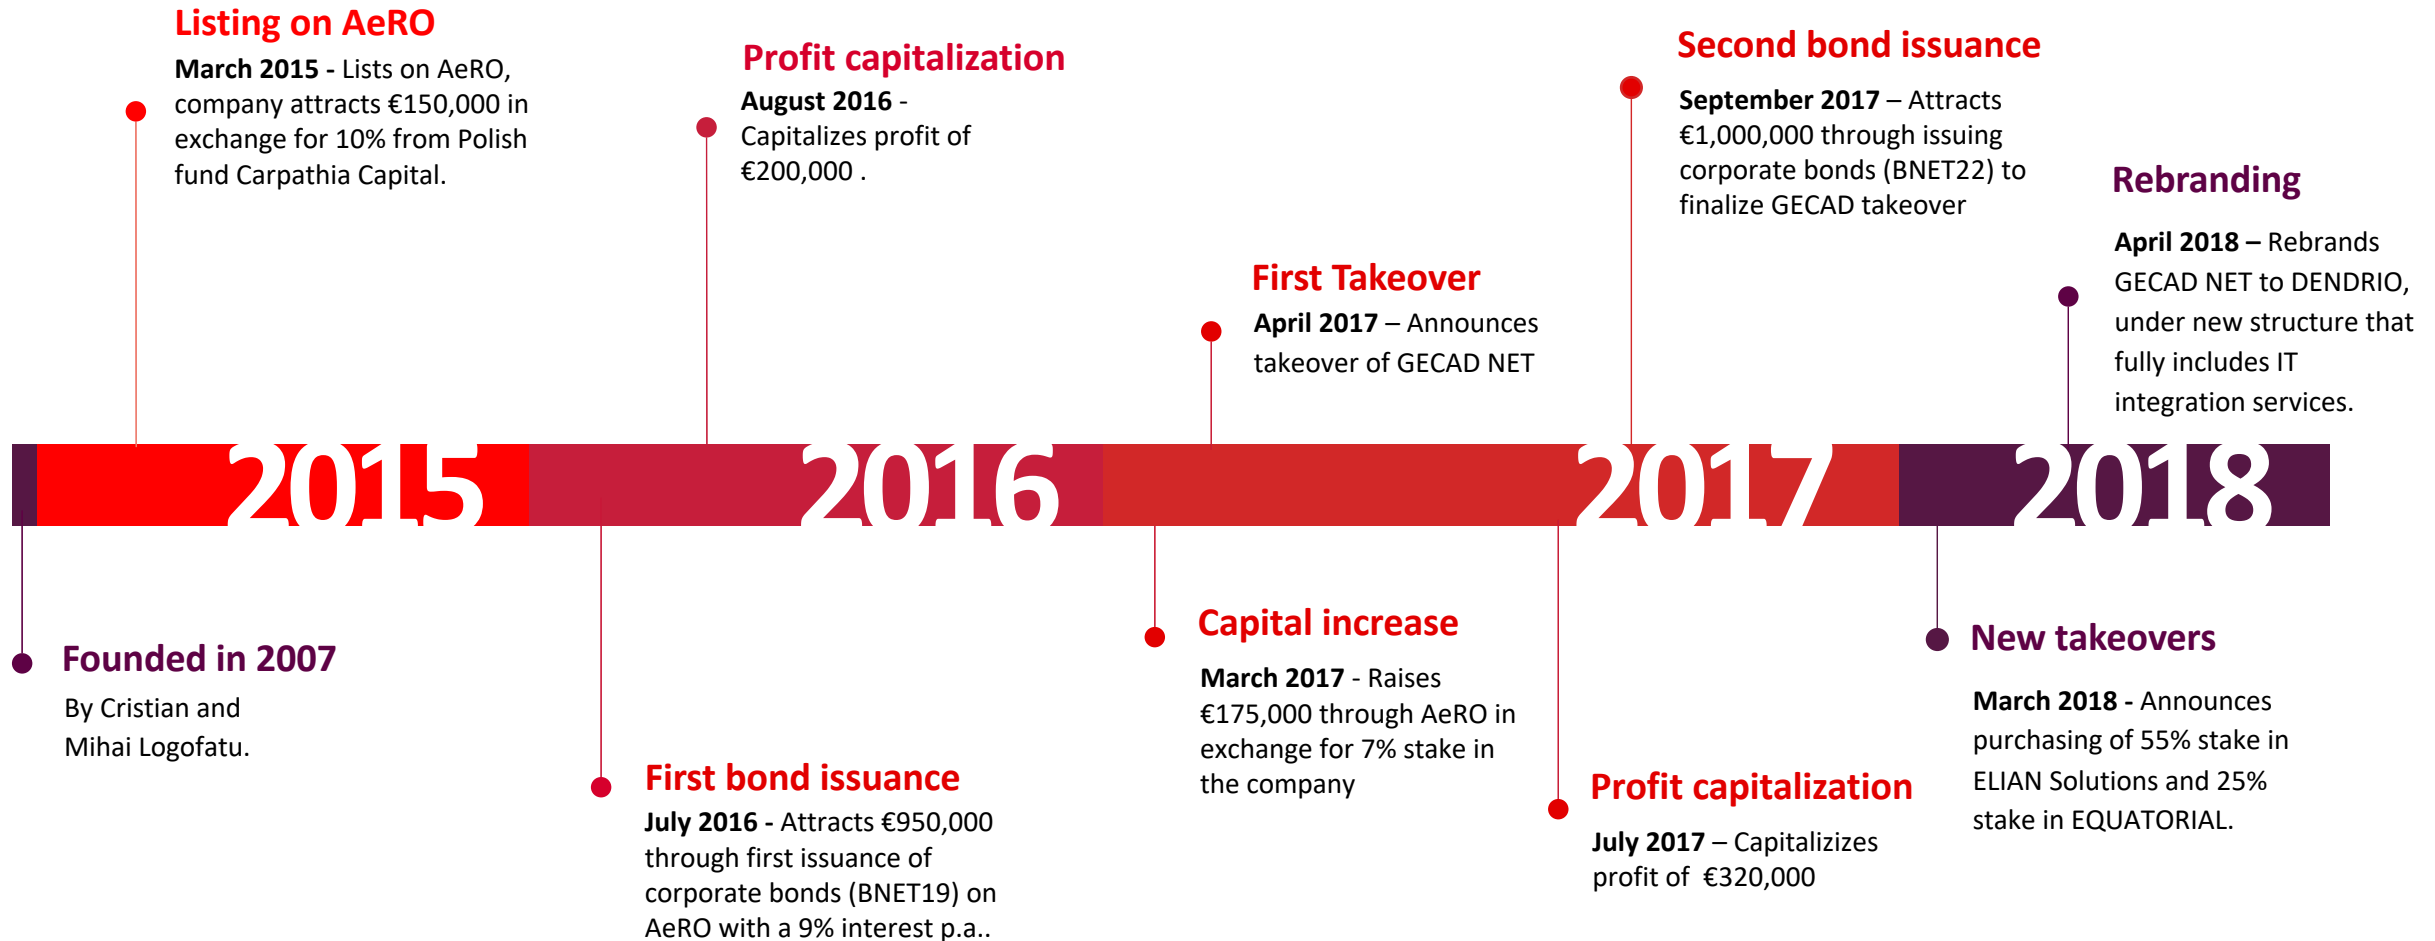 Listing on AeRO
March 2015 - Lists on AeRO,
company attracts €150,000 in
exchange for 10% from Polish
fund Carpathia Capital.
Profit capitalization
August 2016 -
Capitalizes profit of
€200,000 .
First Takeover
April 2017 – Announces
takeover of GECAD NET
Second bond issuance
September 2017 – Attracts
€1,000,000 through issuing
corporate bonds (BNET22) to
finalize GECAD takeover
Rebranding
April 2018 – Rebrands
GECAD NET to DENDRIO,
under new structure that
fully includes IT
integration services.
2015
2016
2017
2018
Founded in 2007
By Cristian and
Mihai Logofatu.
First bond issuance
July 2016 - Attracts €950,000
through first issuance of
corporate bonds (BNET19) on
AeRO with a 9% interest p.a..
Capital increase
March 2017 - Raises
€175,000 through AeRO in
exchange for 7% stake in
the company
Profit capitalization
July 2017 – Capitalizizes
profit of €320,000
New takeovers
March 2018 - Announces
purchasing of 55% stake in
ELIAN Solutions and 25%
stake in EQUATORIAL.